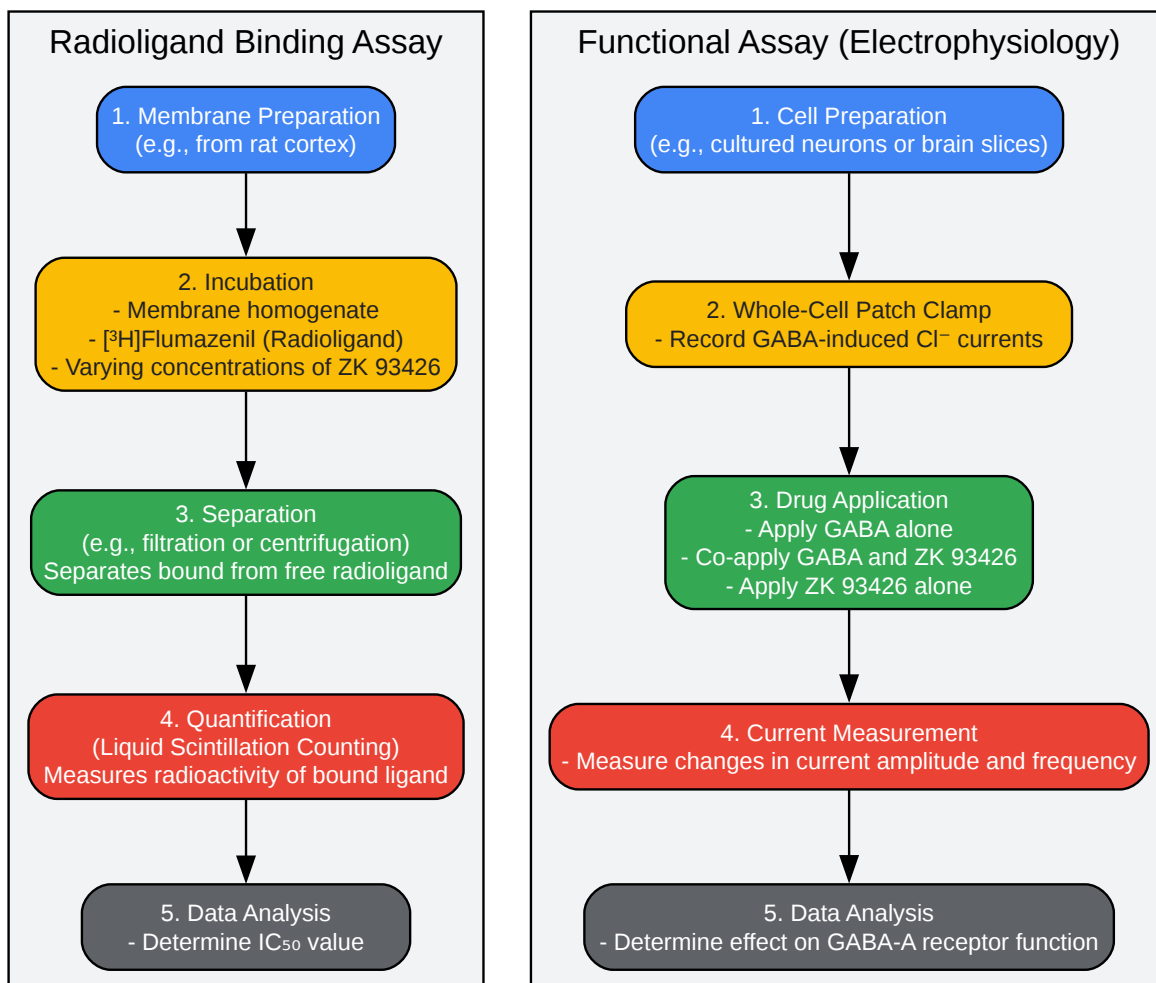 Radioligand Binding Assay
1. Membrane Preparation
(e.g., from rat cortex)
2. Incubation
- Membrane homogenate
- [³H]Flumazenil (Radioligand)
- Varying concentrations of ZK 93426
3. Separation
(e.g., filtration or centrifugation)
Separates bound from free radioligand
4. Quantification
(Liquid Scintillation Counting)
Measures radioactivity of bound ligand
5. Data Analysis
- Determine IC₅₀ value
Functional Assay (Electrophysiology)
1. Cell Preparation
(e.g., cultured neurons or brain slices)
2. Whole-Cell Patch Clamp
- Record GABA-induced Cl⁻ currents
3. Drug Application
- Apply GABA alone
- Co-apply GABA and ZK 93426
- Apply ZK 93426 alone
4. Current Measurement
- Measure changes in current amplitude and frequency
5. Data Analysis
- Determine effect on GABA-A receptor function